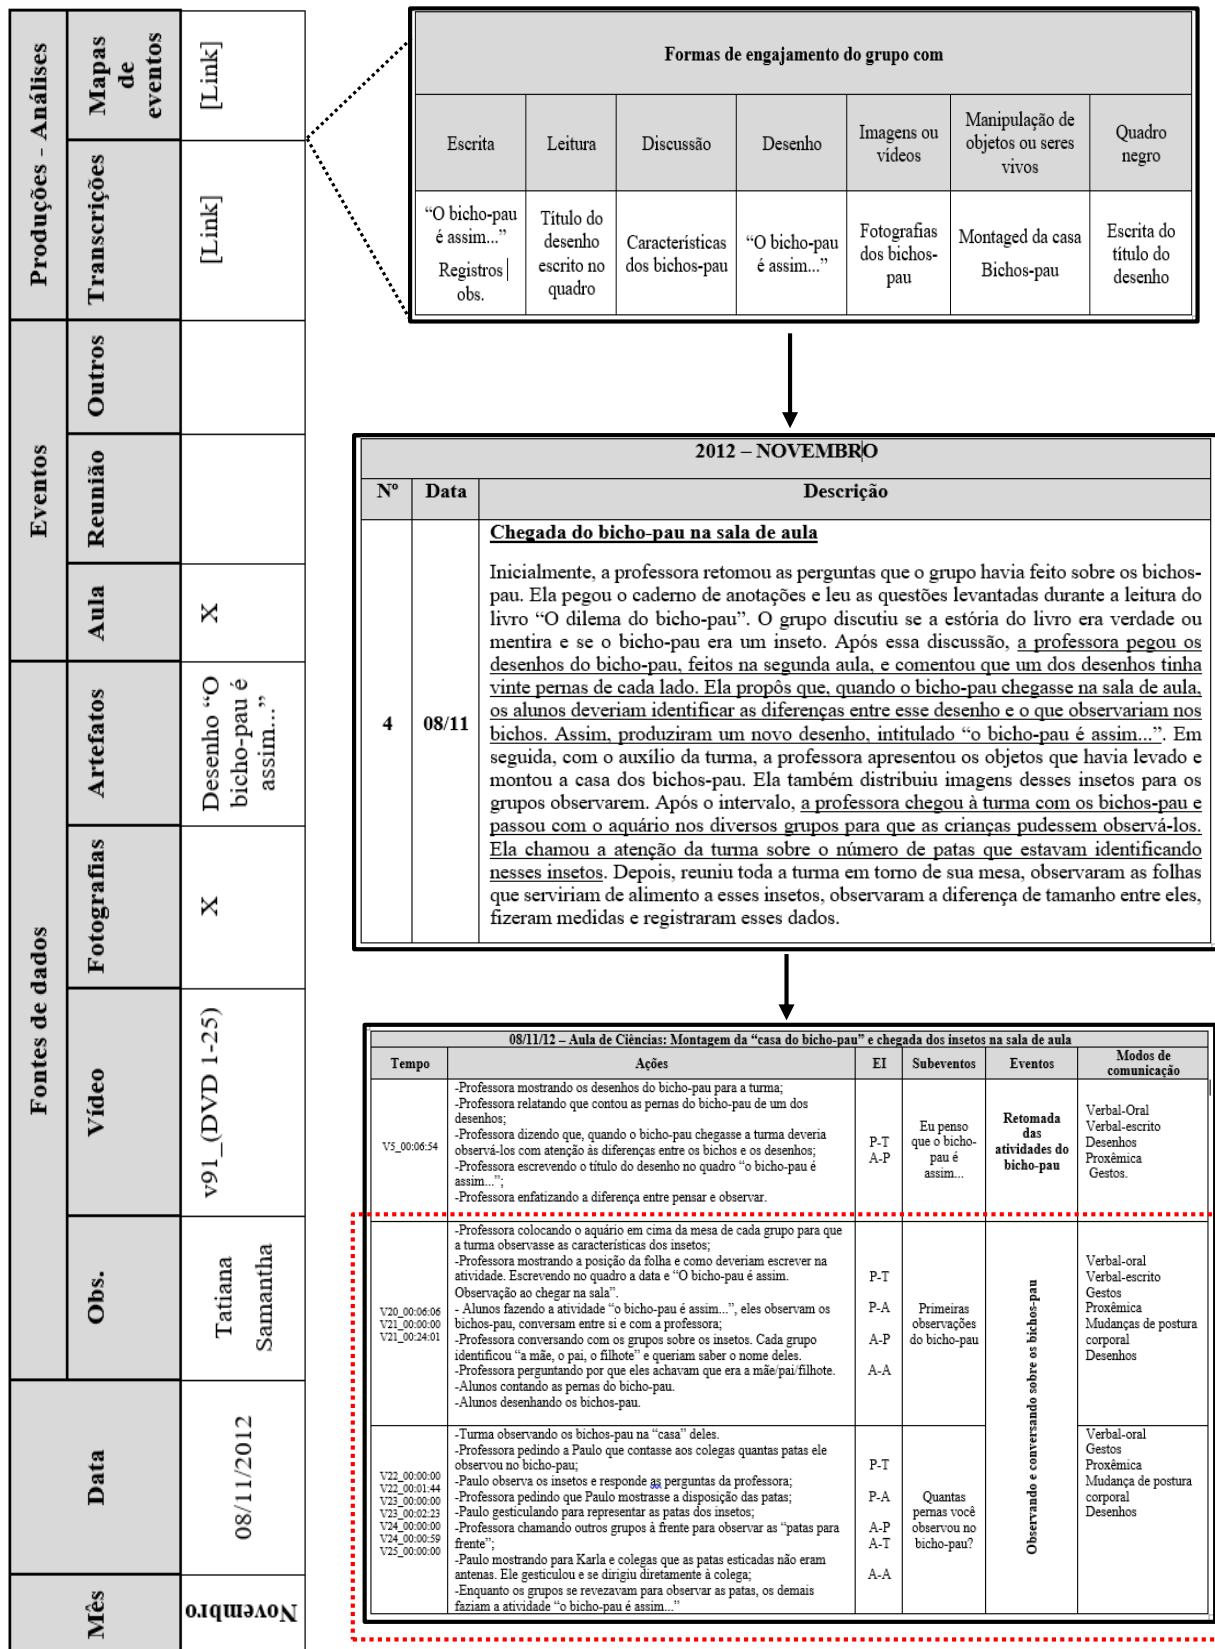 Produções – Análises
Mapas
de
eventos
[Link]
Transcrições
[Link]
Eventos
Outros
Reunião
Aula
X
Fontes de dados
Artefatos
Desenho “O
bicho-pau é
assim...”
Fotografias
X
Vídeo
v91_(DVD 1-25)
Obs.
Tatiana
Samantha
Data
08/11/2012
Mês
Novembro
Formas de engajamento do grupo com
Escrita
Leitura
Discussão
Desenho
Imagens ou
vídeos
Manipulação de
objetos ou seres
vivos
Quadro
negro
“O bicho-pau
é assim...”
Registros
obs.
Título do
desenho
escrito no
quadro
Características
dos bichos-pau
“O bicho-pau
é assim...”
Fotografias
dos bichos-
pau
Montaged da casa
Bichos-pau
Escrita do
título do
desenho
2012 – NOVEMBRO
Nº
Data
Descrição
4
08/11
Chegada do bicho-pau na sala de aula
Inicialmente, a professora retomou as perguntas que o grupo havia feito sobre os bichos-
pau. Ela pegou o caderno de anotações e leu as questões levantadas durante a leitura do
livro “O dilema do bicho-pau”. O grupo discutiu se a estória do livro era verdade ou
mentira e se o bicho-pau era um inseto. Após essa discussão, a professora pegou os
desenhos do bicho-pau, feitos na segunda aula, e comentou que um dos desenhos tinha
vinte pernas de cada lado. Ela propôs que, quando o bicho-pau chegasse na sala de aula,
os alunos deveriam identificar as diferenças entre esse desenho e o que observariam nos
bichos. Assim, produziram um novo desenho, intitulado “o bicho-pau é assim...”. Em
seguida, com o auxílio da turma, a professora apresentou os objetos que havia levado e
montou a casa dos bichos-pau. Ela também distribuiu imagens desses insetos para os
grupos observarem. Após o intervalo, a professora chegou à turma com os bichos-pau e
passou com o aquário nos diversos grupos para que as crianças pudessem observá-los.
Ela chamou a atenção da turma sobre o número de patas que estavam identificando
nesses insetos. Depois, reuniu toda a turma em torno de sua mesa, observaram as folhas
que serviriam de alimento a esses insetos, observaram a diferença de tamanho entre eles,
fizeram medidas e registraram esses dados.
08/11/12 – Aula de Ciências: Montagem da “casa do bicho-pau” e chegada dos insetos na sala de aula
Tempo
Ações
EI
Subeventos
Eventos
Modos de
comunicação
V5_00:06:54
-Professora mostrando os desenhos do bicho-pau para a turma;
-Professora relatando que contou as pernas do bicho-pau de um dos
desenhos;
-Professora dizendo que, quando o bicho-pau chegasse a turma deveria
observá-los com atenção às diferenças entre os bichos e os desenhos;
-Professora escrevendo o título do desenho no quadro “o bicho-pau é
assim...”;
-Professora enfatizando a diferença entre pensar e observar.
P-T
A-P
Eu penso
que o bicho-
pau é
assim...
Retomada
das
atividades do
bicho-pau
Verbal-Oral
Verbal-escrito
Desenhos
Proxêmica
Gestos.
V20_00:06:06
V21_00:00:00
V21_00:24:01
-Professora colocando o aquário em cima da mesa de cada grupo para que
a turma observasse as características dos insetos;
-Professora mostrando a posição da folha e como deveriam escrever na
atividade. Escrevendo no quadro a data e “O bicho-pau é assim.
Observação ao chegar na sala”.
- Alunos fazendo a atividade “o bicho-pau é assim...”, eles observam os
bichos-pau, conversam entre si e com a professora;
-Professora conversando com os grupos sobre os insetos. Cada grupo
identificou “a mãe, o pai, o filhote” e queriam saber o nome deles.
-Professora perguntando por que eles achavam que era a mãe/pai/filhote.
-Alunos contando as pernas do bicho-pau.
-Alunos desenhando os bichos-pau.
P-T
P-A
A-P
A-A
Primeiras
observações
do bicho-pau
Observando e conversando sobre os bichos-pau
Verbal-oral
Verbal-escrito
Gestos
Proxêmica
Mudanças de postura
corporal
Desenhos
V22_00:00:00
V22_00:01:44
V23_00:00:00
V23_00:02:23
V24_00:00:00
V24_00:00:59
V25_00:00:00
-Turma observando os bichos-pau na “casa” deles.
-Professora pedindo a Paulo que contasse aos colegas quantas patas ele
observou no bicho-pau;
-Paulo observa os insetos e responde as perguntas da professora;
-Professora pedindo que Paulo mostrasse a disposição das patas;
-Paulo gesticulando para representar as patas dos insetos;
-Professora chamando outros grupos à frente para observar as “patas para
frente”;
-Paulo mostrando para Karla e colegas que as patas esticadas não eram
antenas. Ele gesticulou e se dirigiu diretamente à colega;
-Enquanto os grupos se revezavam para observar as patas, os demais
faziam a atividade “o bicho-pau é assim...”
P-T
P-A
A-P
A-T
A-A
Quantas
pernas você
observou no
bicho-pau?
Verbal-oral
Gestos
Proxêmica
Mudança de postura
corporal
Desenhos